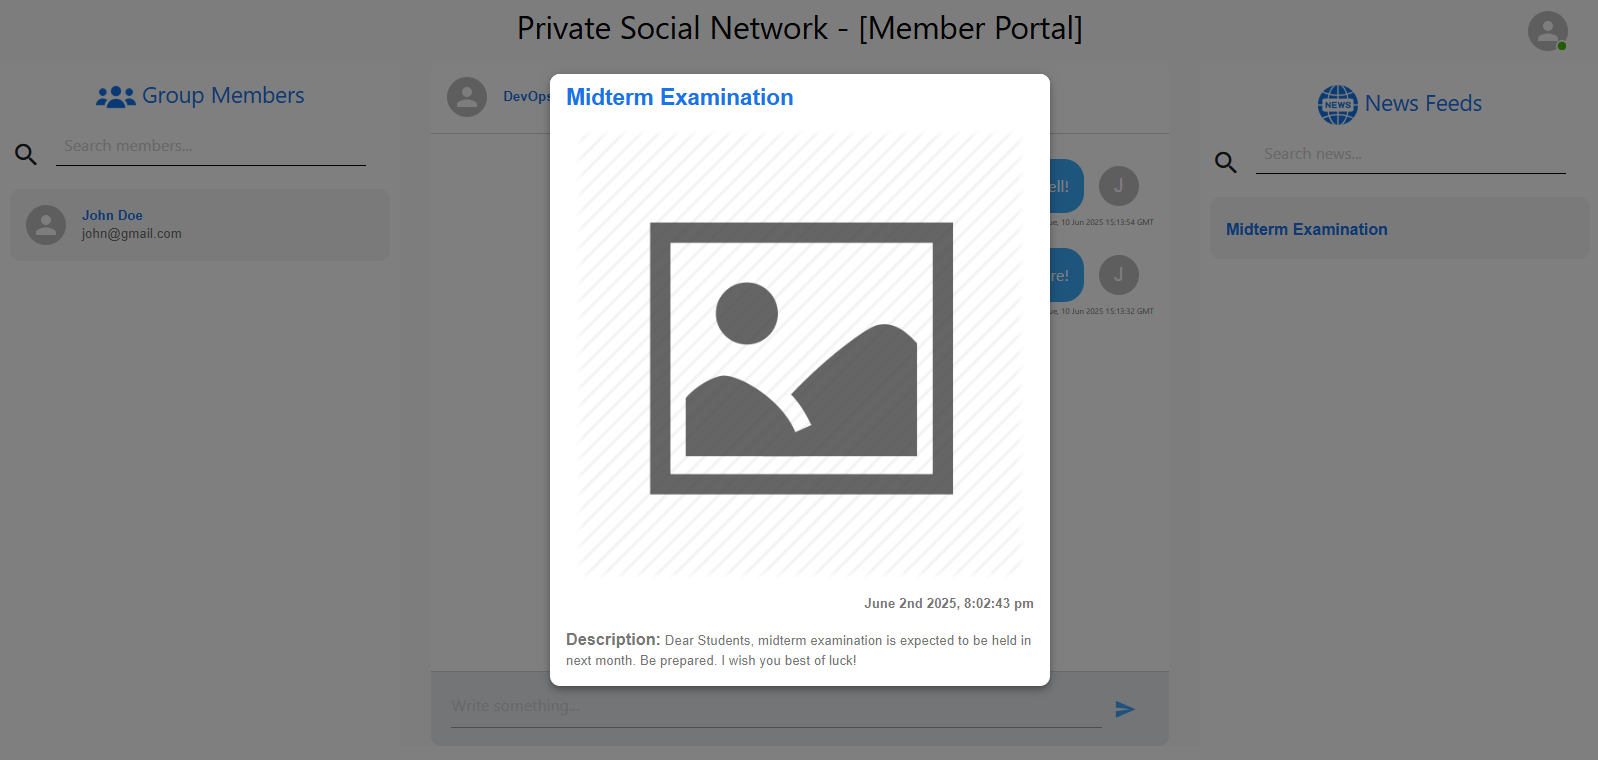 Private Social Network - [Member Portal]
Group Members
Search members...
John Doe
john@gmail.com
DevOps
ell!
J
ue, 10 Jun 2025 15:13:54 GMT
re!
J
ue, 10 Jun 2025 15:13:32 GMT
Write something...
Midterm Examination
June 2nd 2025, 8:02:43 pm
Description: Dear Students, midterm examination is expected to be held in
next month. Be prepared. I wish you best of luck!
NEWS
News Feeds
Search news...
Midterm Examination